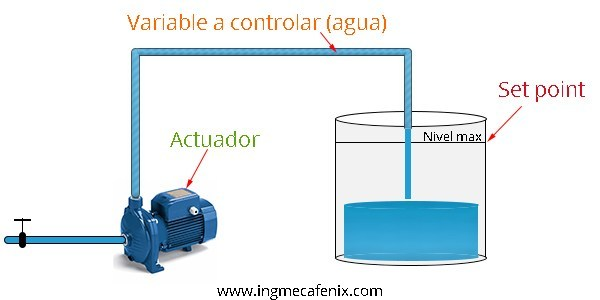 Variable a controlar (agua)
Set point
Nivel max
Actuador
www.ingmecafenix.com